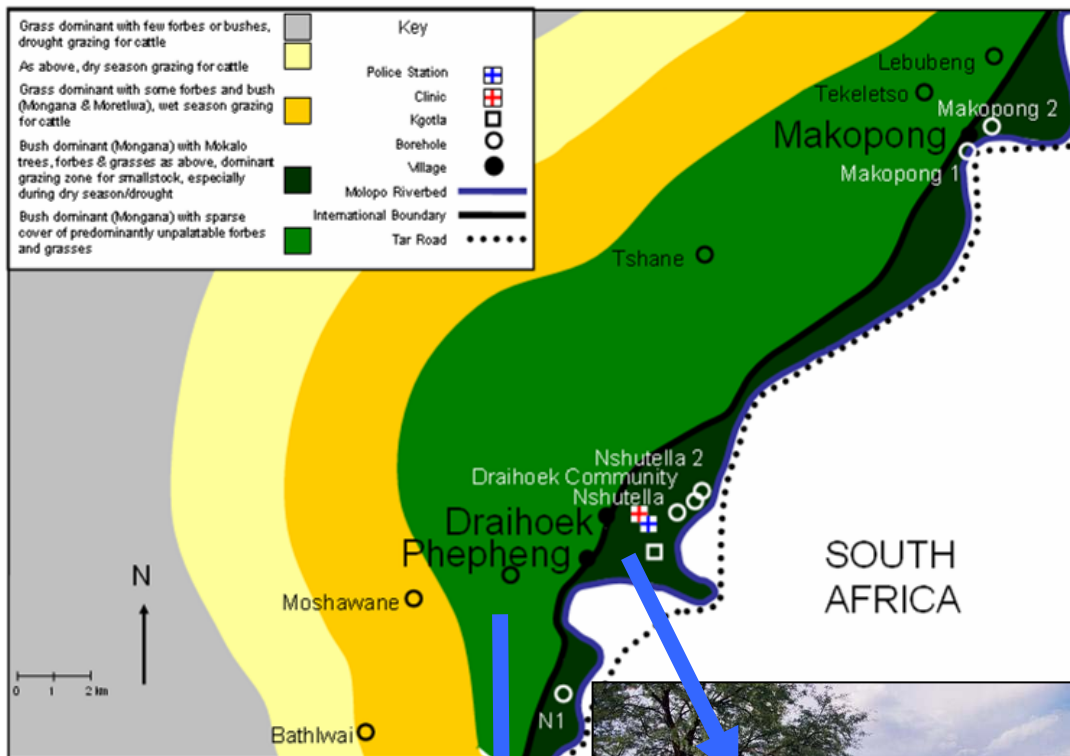 Grass dominant with few forbes or bushes,
drought grazing for cattle
As above, dry season grazing for cattle
Grass dominant with some forbes and bush
(Mongana & Moretlwa), wet season grazing
for cattle
Bush dominant (Mongana) with Mokalo
trees, forbes & grasses as above, dominant
grazing zone for smallstock, especially
during dry season/drought
Bush dominant (Mongana) with sparse
cover of predominantly unpalatable forbes
and grasses
Key
Police Station
Clinic
Kgotla
Borehole
Village
Molopo Riverbed
International Boundary
Tar Road
Lebubeng
Tekeletso
Makopong 2
Makopong
Makopong 1
Tshane
Nshutella 2
Draihoek Community
Nshutella
Draihoek
Phepheng
SOUTH
AFRICA
N
Moshawane
0 1 2 km
N1
Bathlwai